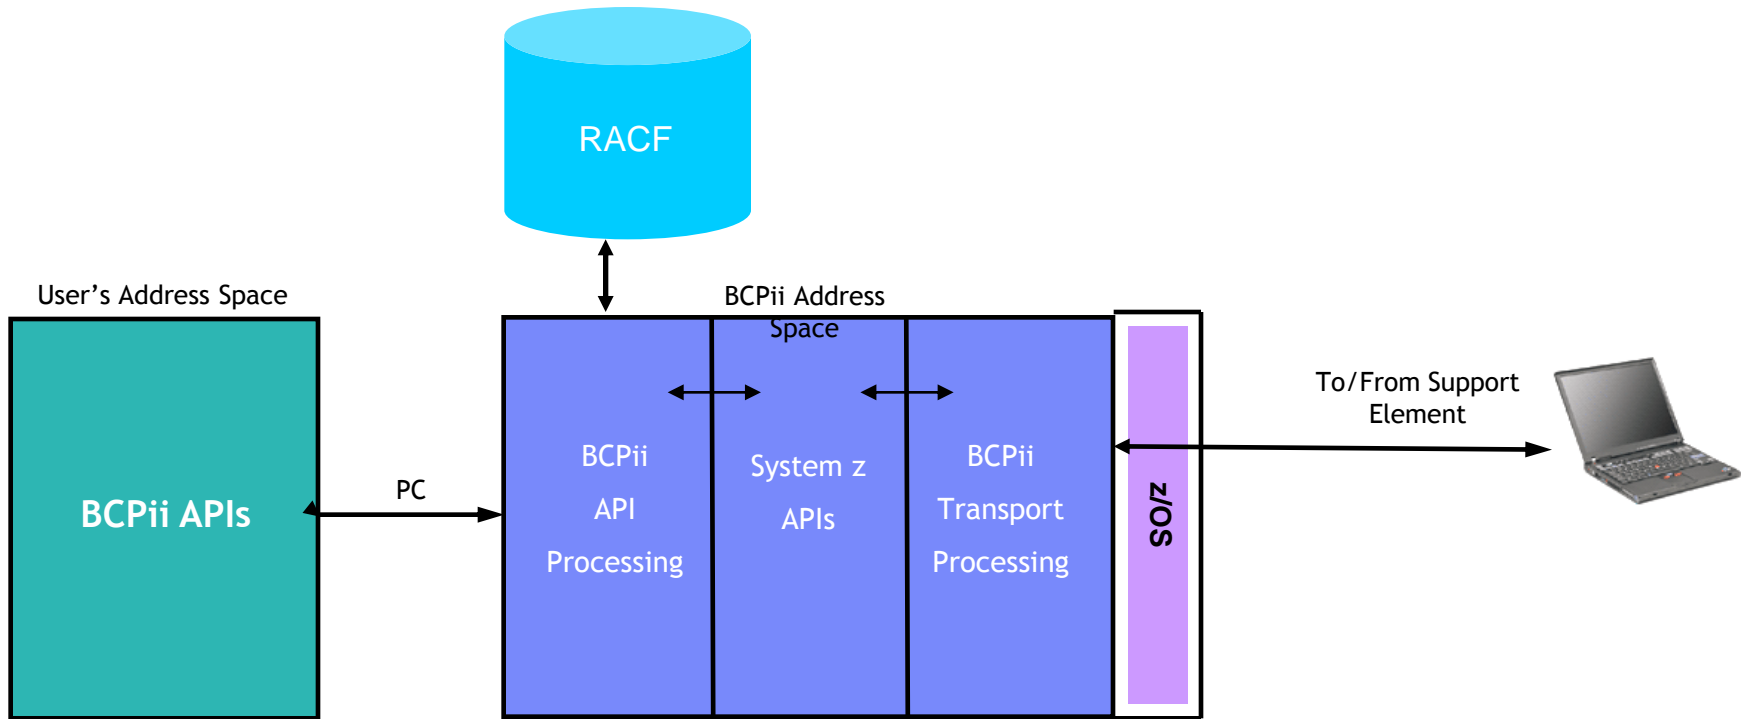 RACF
User’s Address Space
BCPii Address
Space
BCPii APIs
PC
BCPii
API
Processing
System z
APIs
BCPii
Transport
Processing
z/OS
To/From Support
Element